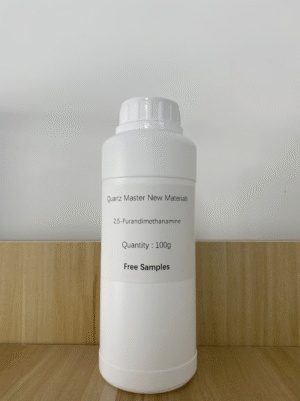 Quartz Master New Materials
2,5-Furandimethanamine
Quantity : 100g
Free Samples